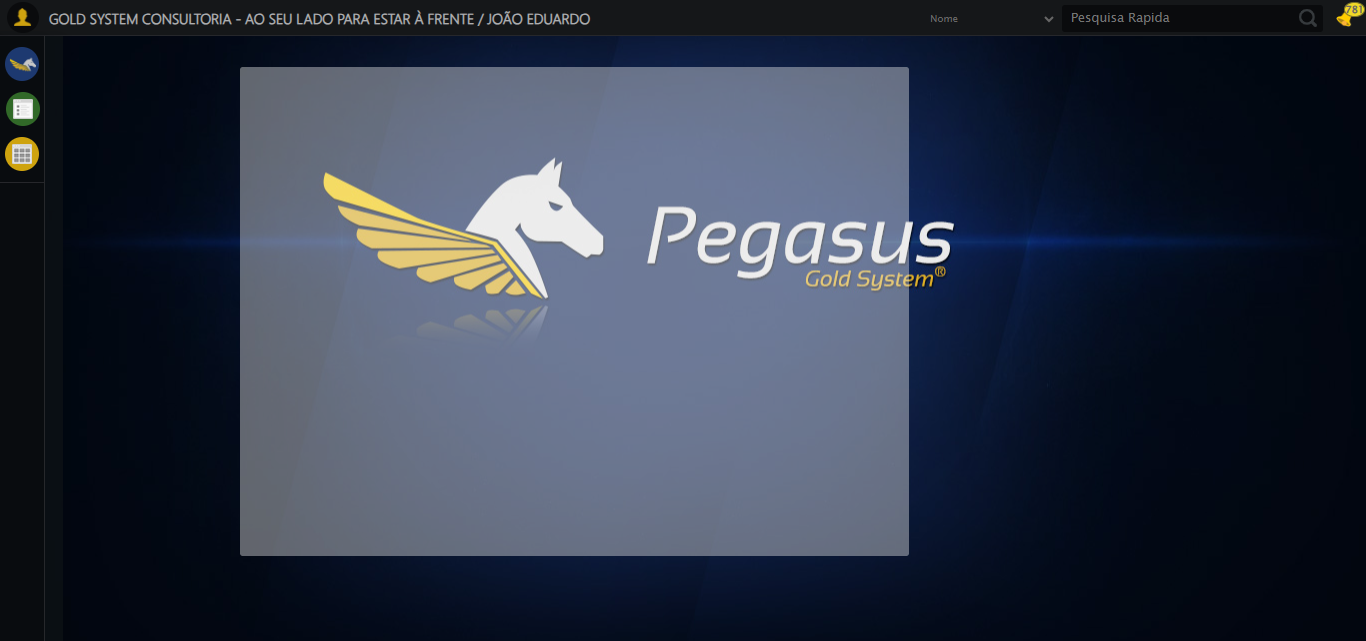 GOLD SYSTEM CONSULTORIA - AO SEU LADO PARA ESTAR À FRENTE / JOÃO EDUARDO
Nome
Pesquisa Rapida
781
Pegasus
Gold System®